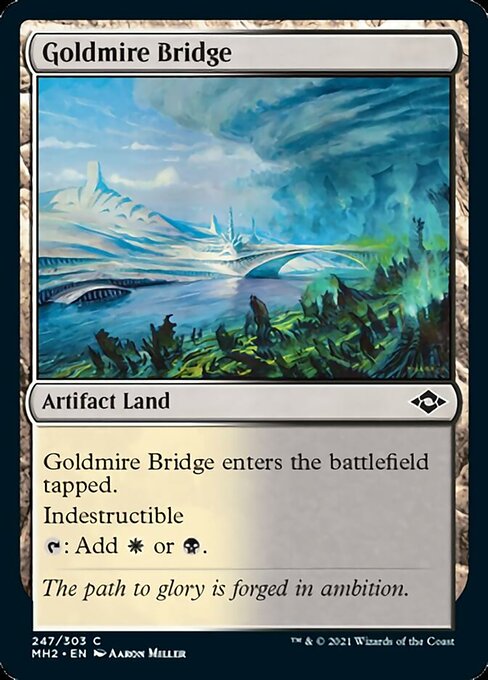 Goldmire Bridge
Artifact Land
Goldmire Bridge enters the battlefield
tapped.
Indestructible
: Add or .
The path to glory is forged in ambition.
247/303 C
MH2 • EN Aaron Miller
™ & © 2021 Wizards of the Coast